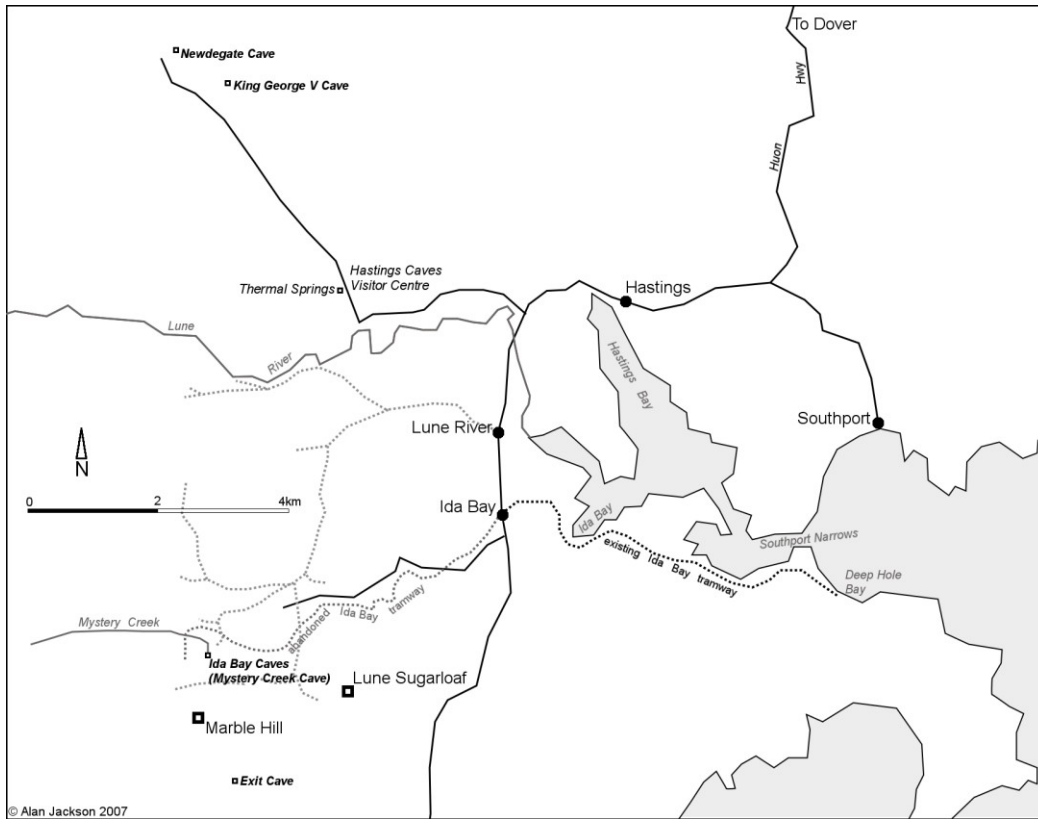 To Dover
Newdegate Cave
King George V Cave
Hwy
Huon
Hastings Caves
Visitor Centre
Thermal Springs
Hastings
Lune
River
Hastings Bay
Southport
Lune River
N
0 2 4km
Ida Bay
Ida Bay
existing Ida Bay tramway
Southport Narrows
Deep Hole
Bay
abandoned Ida Bay tramway
Mystery Creek
Ida Bay Caves
(Mystery Creek Cave)
Lune Sugarloaf
Marble Hill
Exit Cave
© Alan Jackson 2007